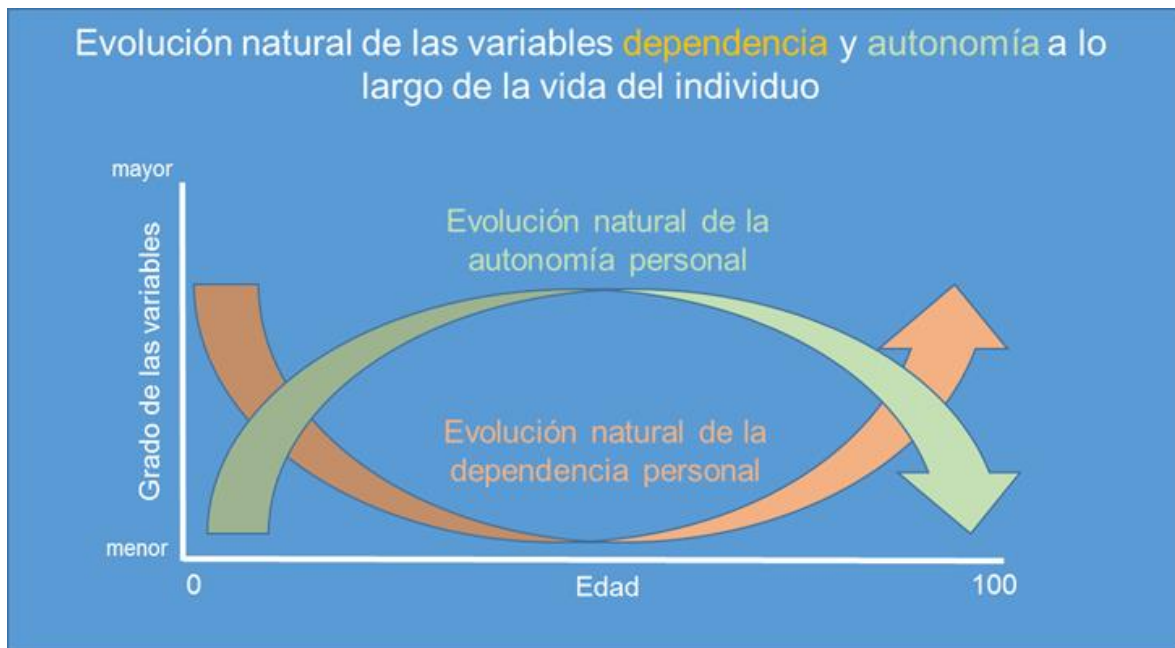 Evolución natural de las variables dependencia y autonomía a lo
largo de la vida del individuo
mayor
Grado de las variables
menor
Evolución natural de la
autonomía personal
Evolución natural de la
dependencia personal
0
Edad
100